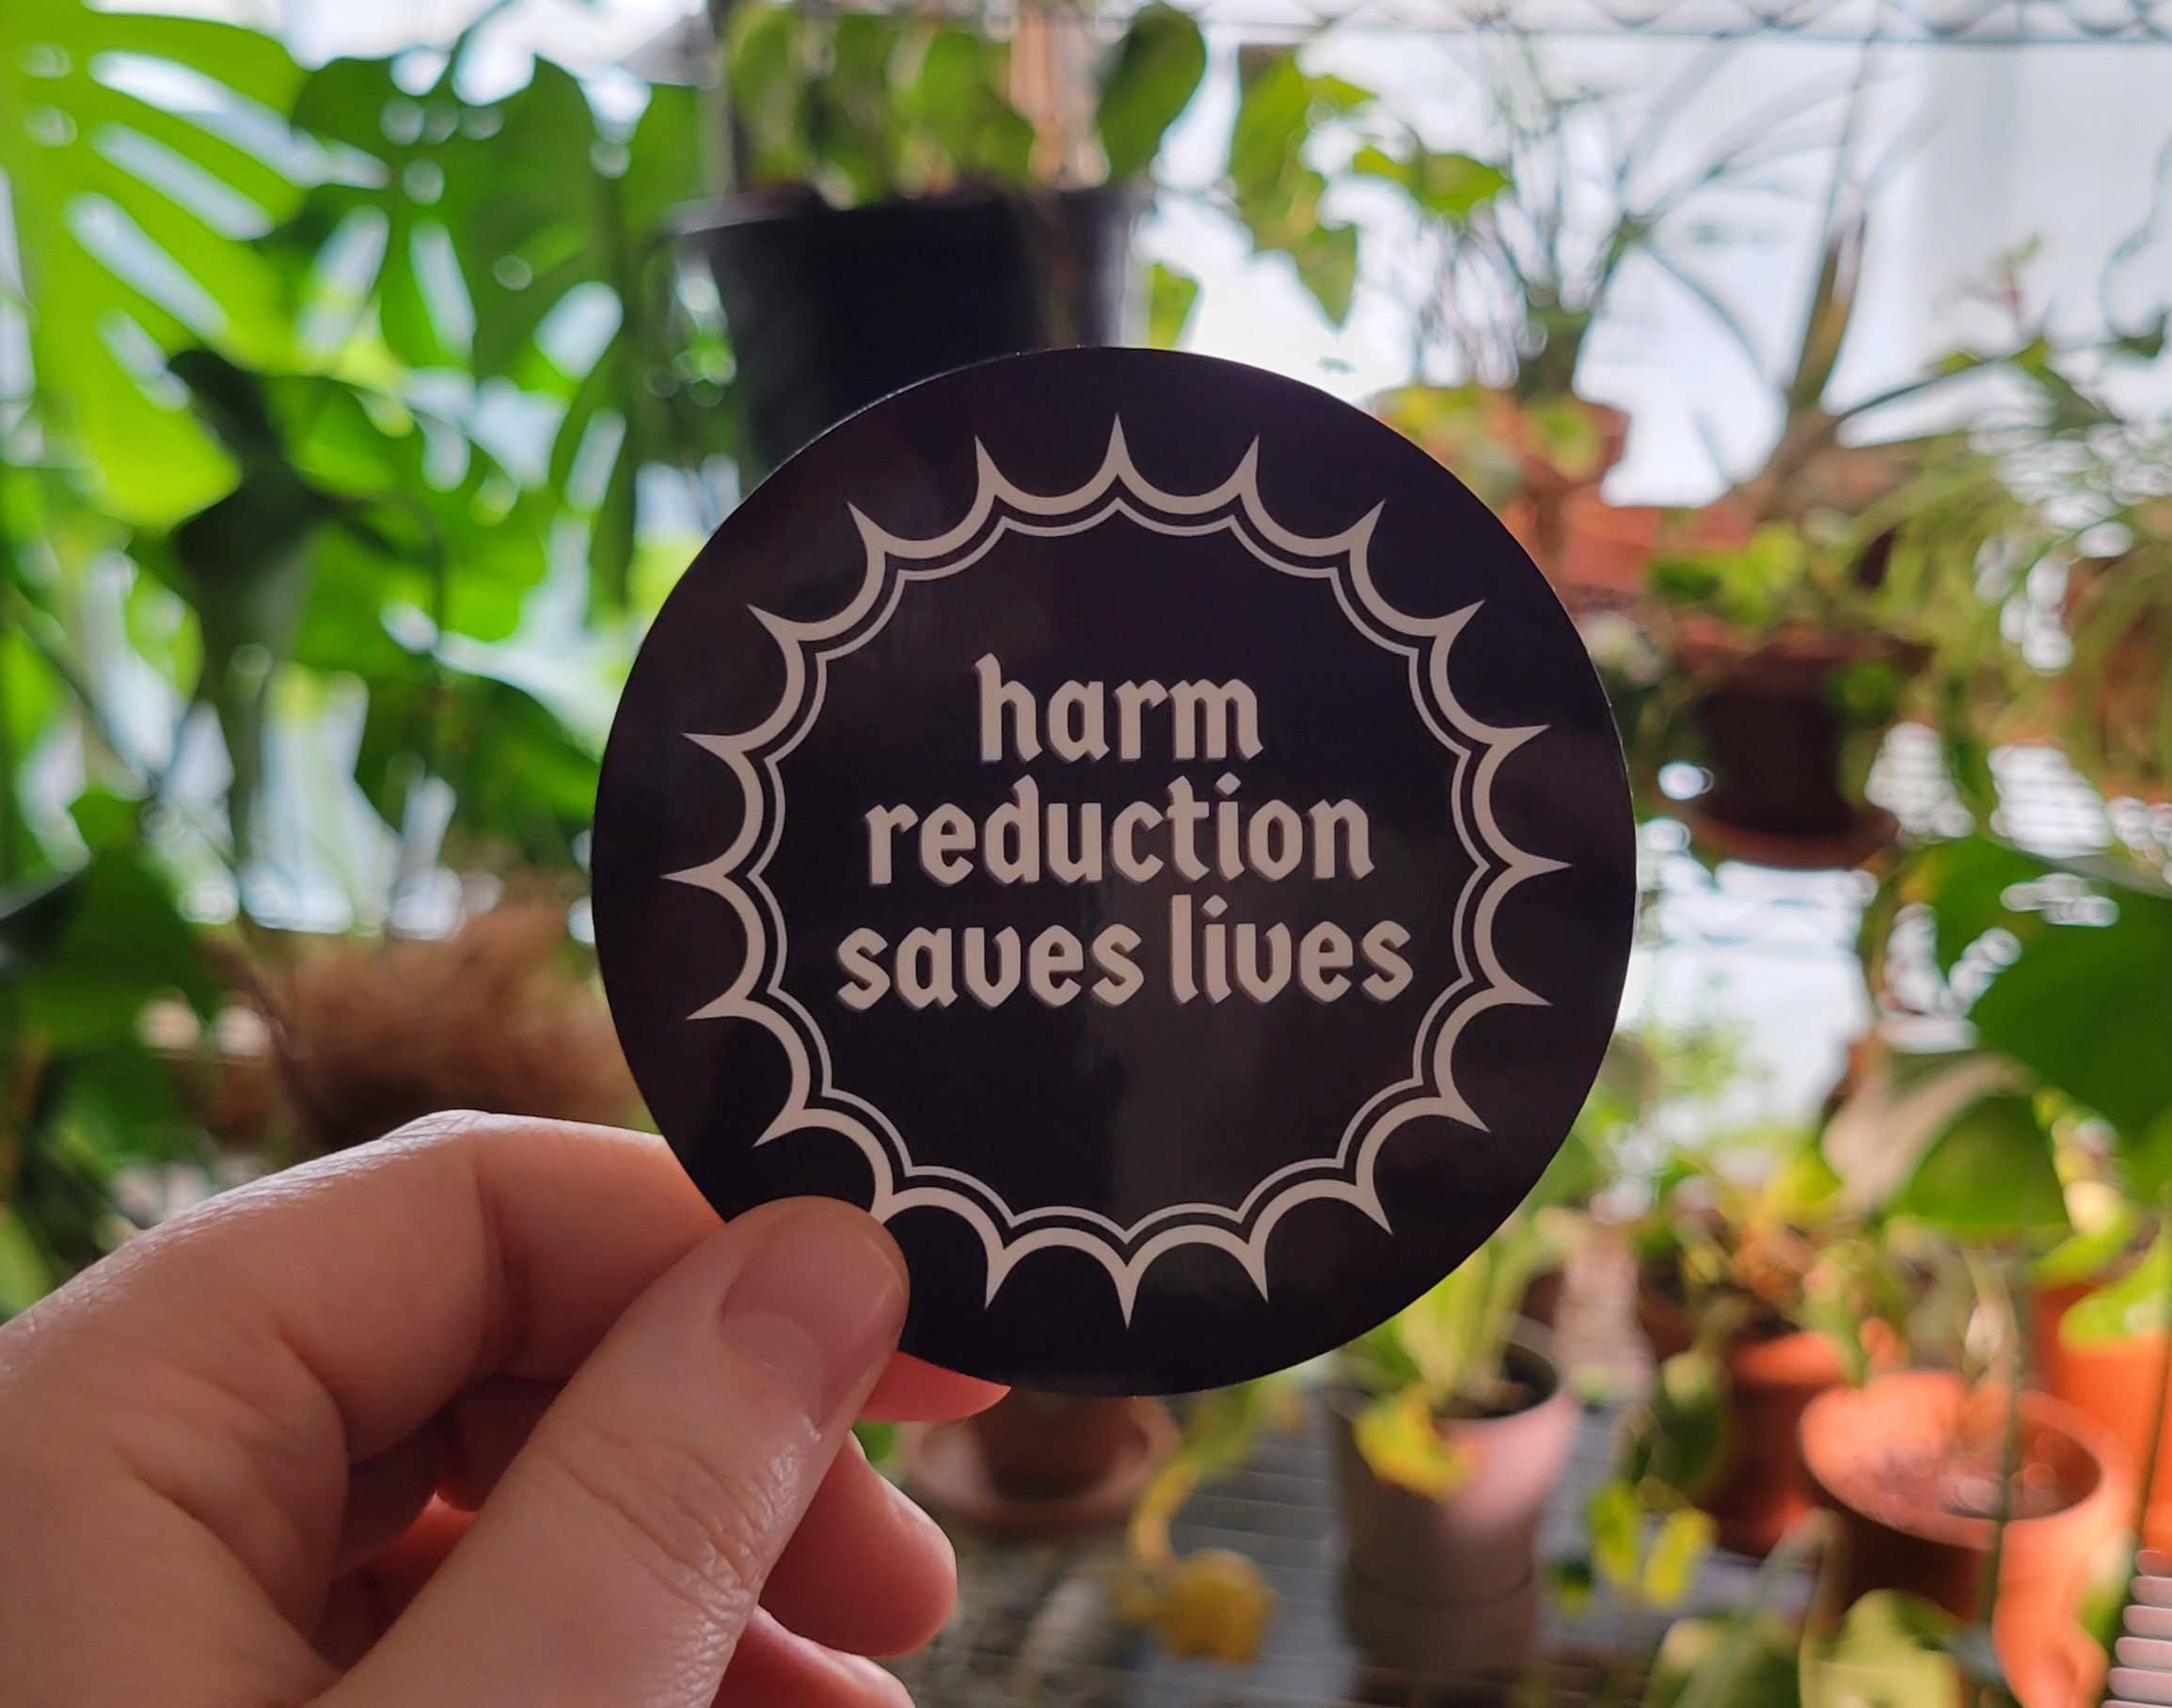 harm
reduction
saves lives